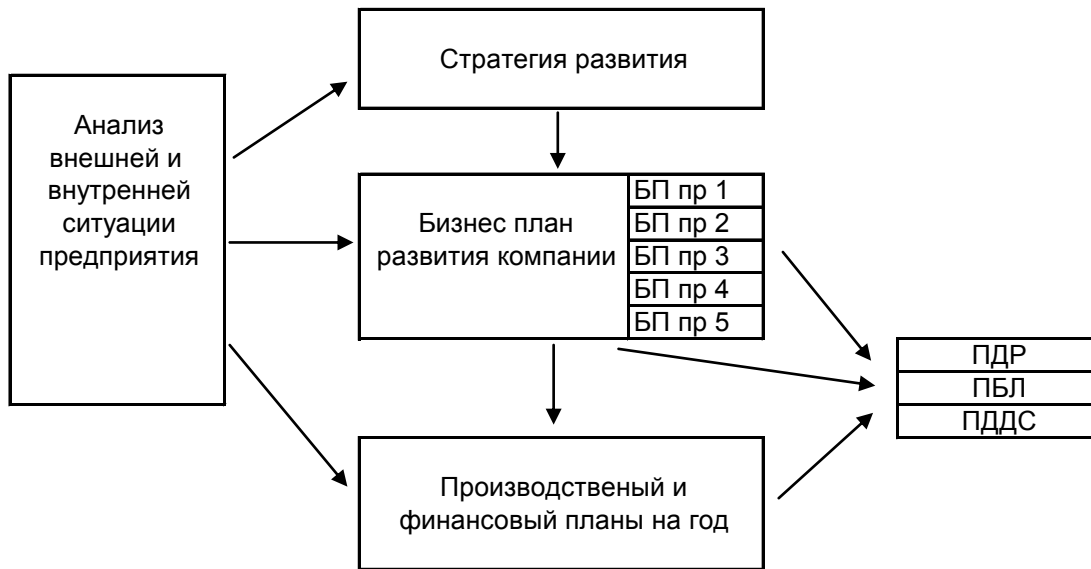 Стратегия развития
Анализ
внешней и
внутренней
ситуации
предприятия
Бизнес план
развития компании
БП пр 1
БП пр 2
БП пр 3
БП пр 4
БП пр 5
ПДР
ПБЛ
ПДДС
Производственый и
финансовый планы на год